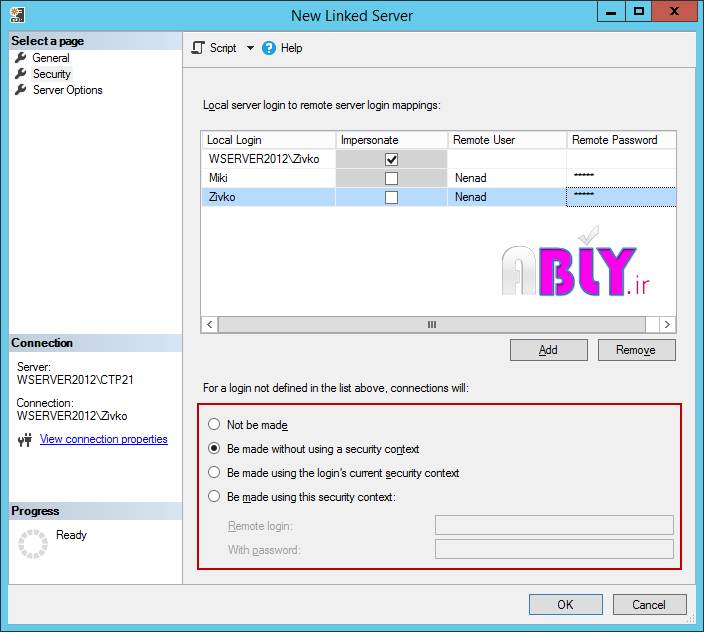 New Linked Server
Select a page
General
Security
Server Options
Script
Help
Local server login to remote server login mappings:
Local Login Impersonate Remote User Remote Password
WSERVER2012\Zivko
Miki Nenad *****
Zivko Nenad *****
ABLY.ir
Add Remove
For a login not defined in the list above, connections will:
Not be made
Be made without using a security context
Be made using the login's current security context
Be made using this security context:
Remote login:
With password:
Connection
Server:
WSERVER2012\CTP21
Connection:
WSERVER2012\Zivko
View connection properties
Progress
Ready
OK Cancel